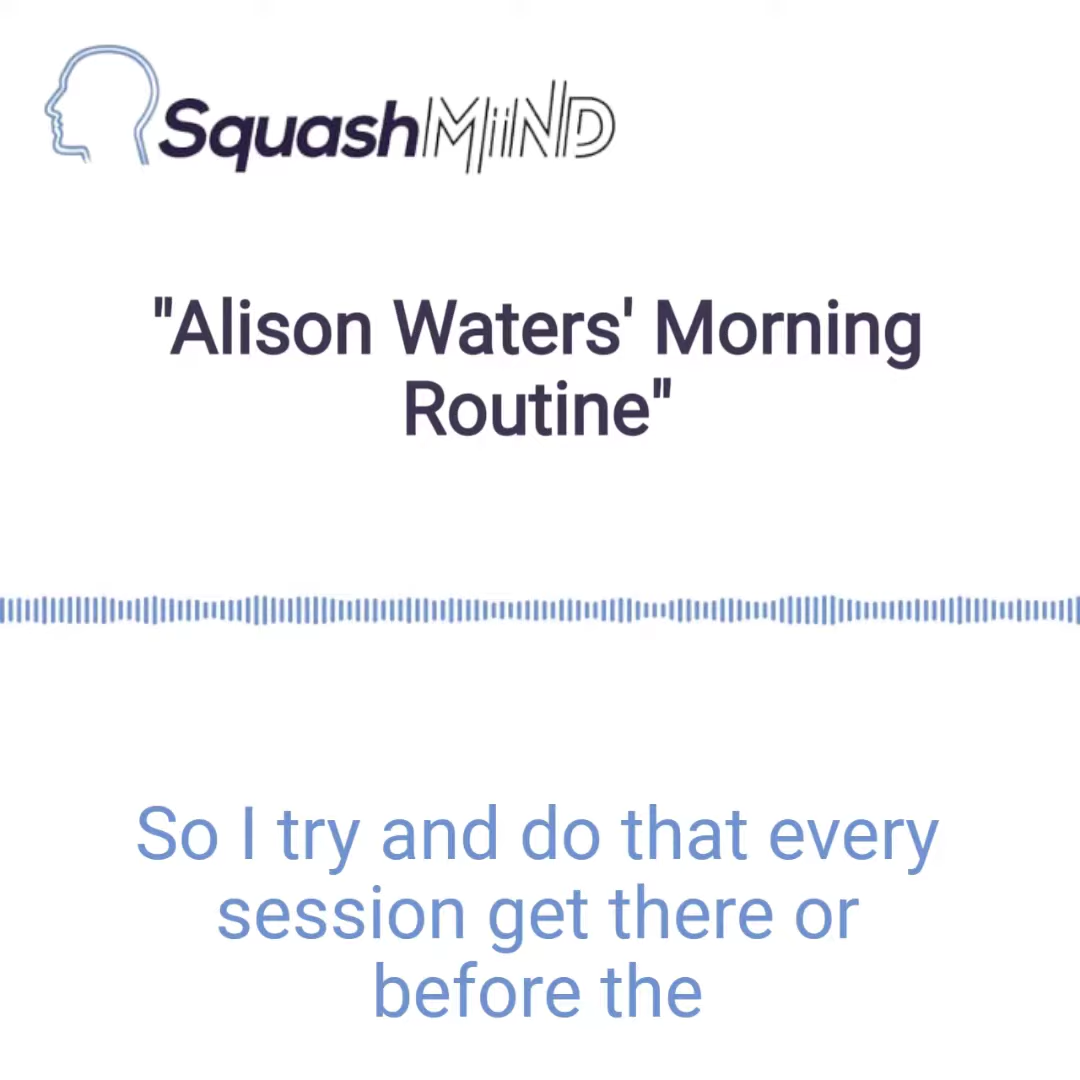 SquashMiND
"Alison Waters' Morning
Routine"
So I try and do that every
session get there or
before the